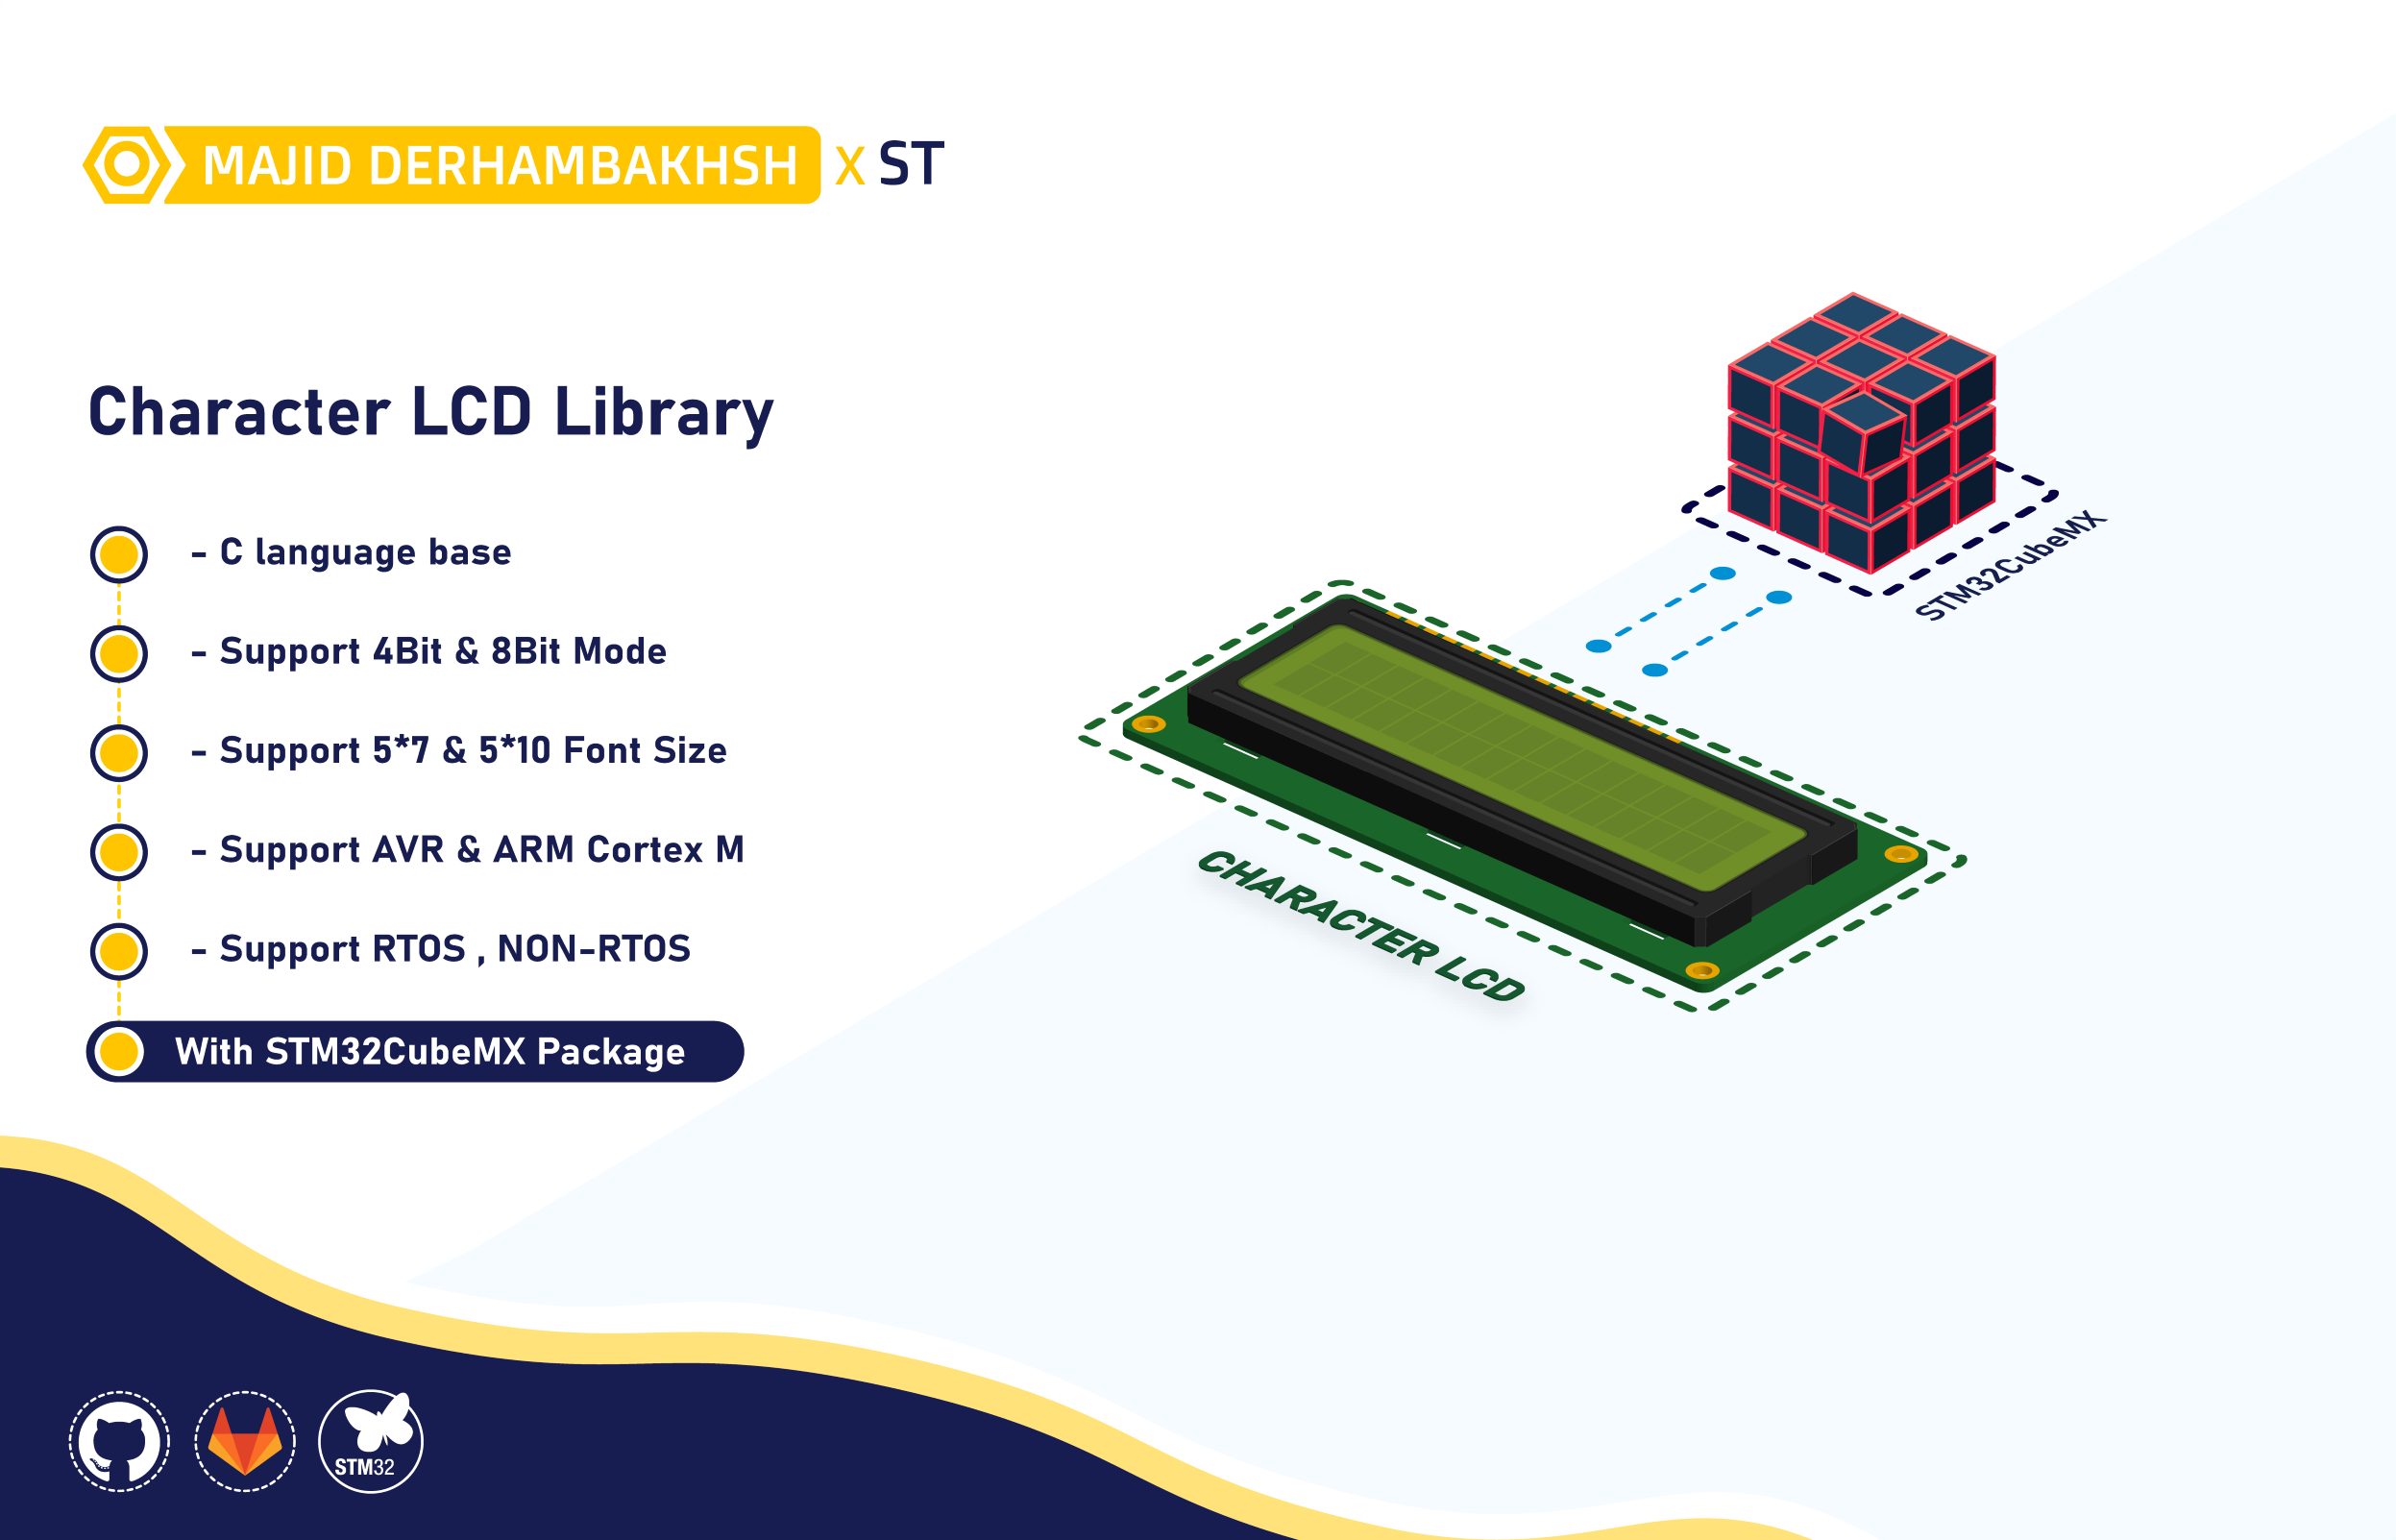 MAJID DERHAMBAKHSH X ST
Character LCD Library
- C language base
- Support 4Bit & 8Bit Mode
- Support 5*7 & 5*10 Font Size
- Support AVR & ARM Cortex M
- Support RTOS , NON-RTOS
With STM32CubeMX Package
STM32CubeMX
CHARACTER LCD
STM32